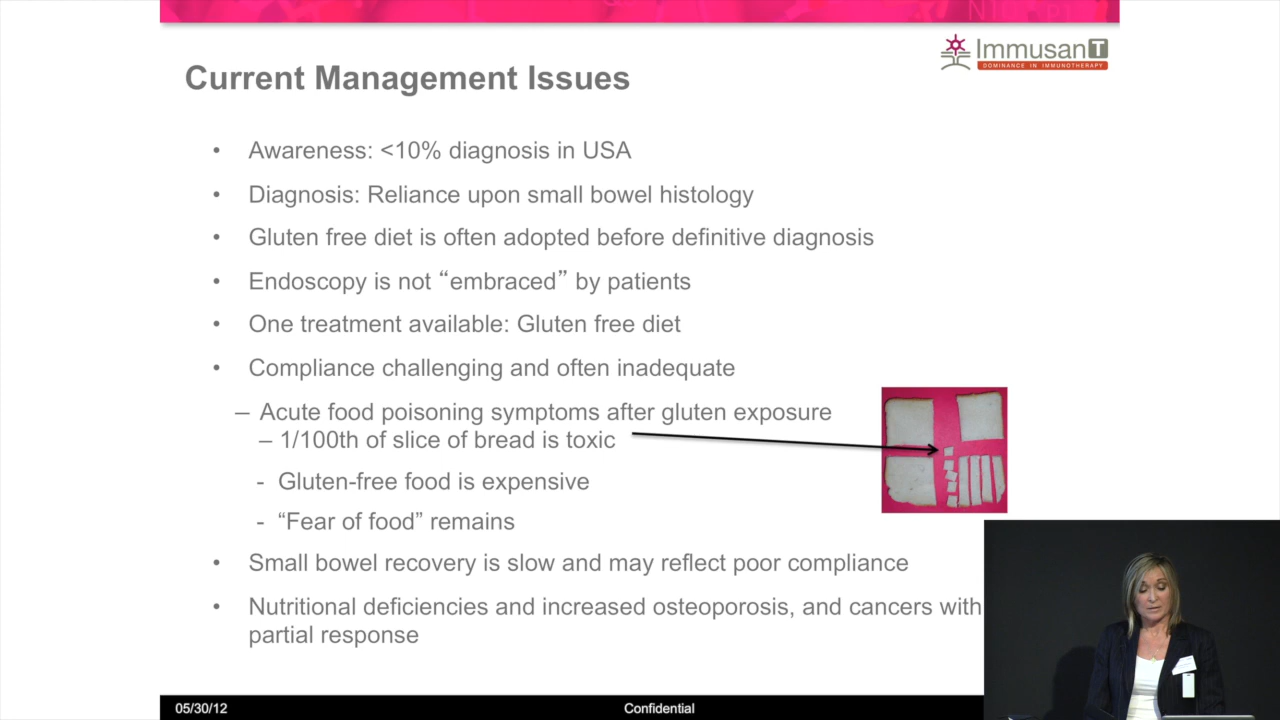 ImmusanT
DOMINANCE IN IMMUNOTHERAPY
Current Management Issues
• Awareness: <10% diagnosis in USA
• Diagnosis: Reliance upon small bowel histology
• Gluten free diet is often adopted before definitive diagnosis
• Endoscopy is not “embraced” by patients
• One treatment available: Gluten free diet
• Compliance challenging and often inadequate
– Acute food poisoning symptoms after gluten exposure
– 1/100th of slice of bread is toxic
- Gluten-free food is expensive
- “Fear of food” remains
• Small bowel recovery is slow and may reflect poor compliance
• Nutritional deficiencies and increased osteoporosis, and cancers with
partial response
05/30/12
Confidential